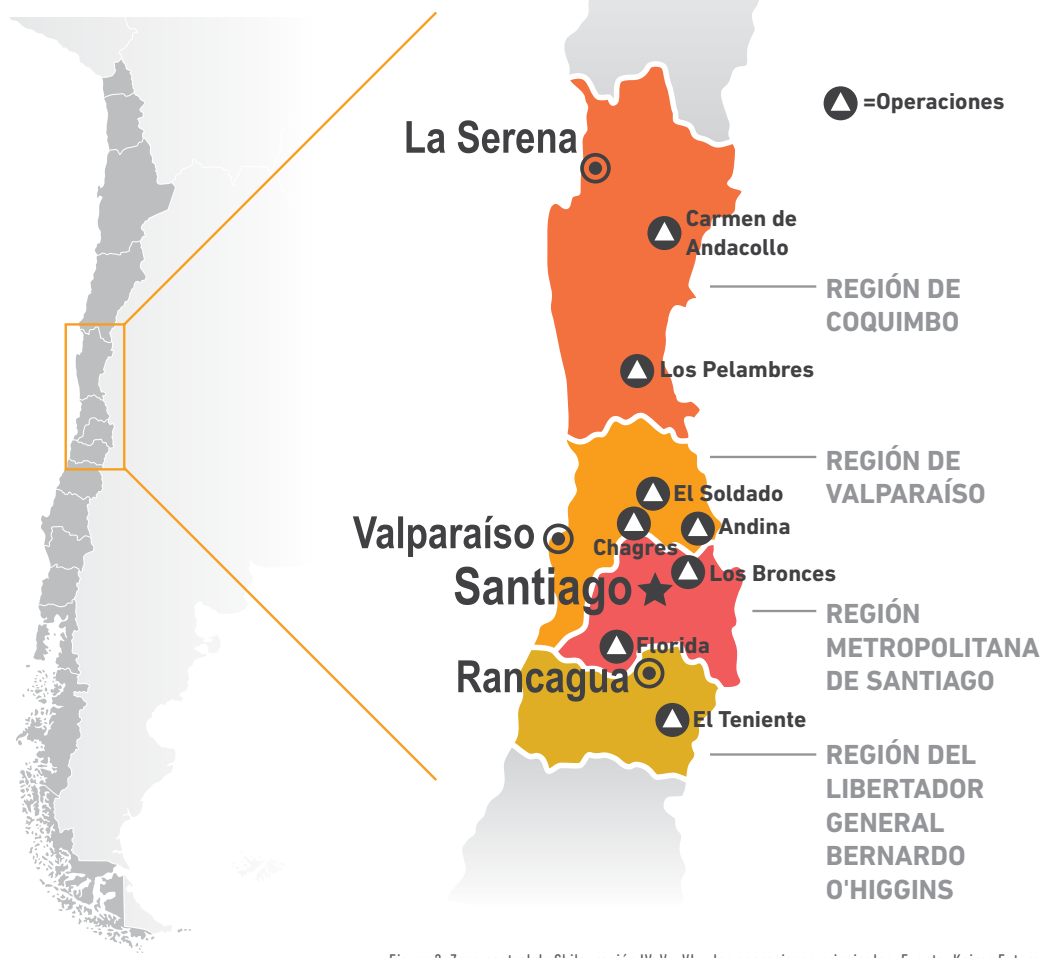 =Operaciones
La Serena
Carmen de
Andacollo
REGIÓN DE
COQUIMBO
Los Pelambres
REGIÓN DE
VALPARAÍSO
El Soldado
Valparaíso
Andina
Chagres
Santiago
Los Bronces
REGIÓN
METROPOLITANA
DE SANTIAGO
Florida
Rancagua
El Teniente
REGIÓN DEL
LIBERTADOR
GENERAL
BERNARDO
O'HIGGINS